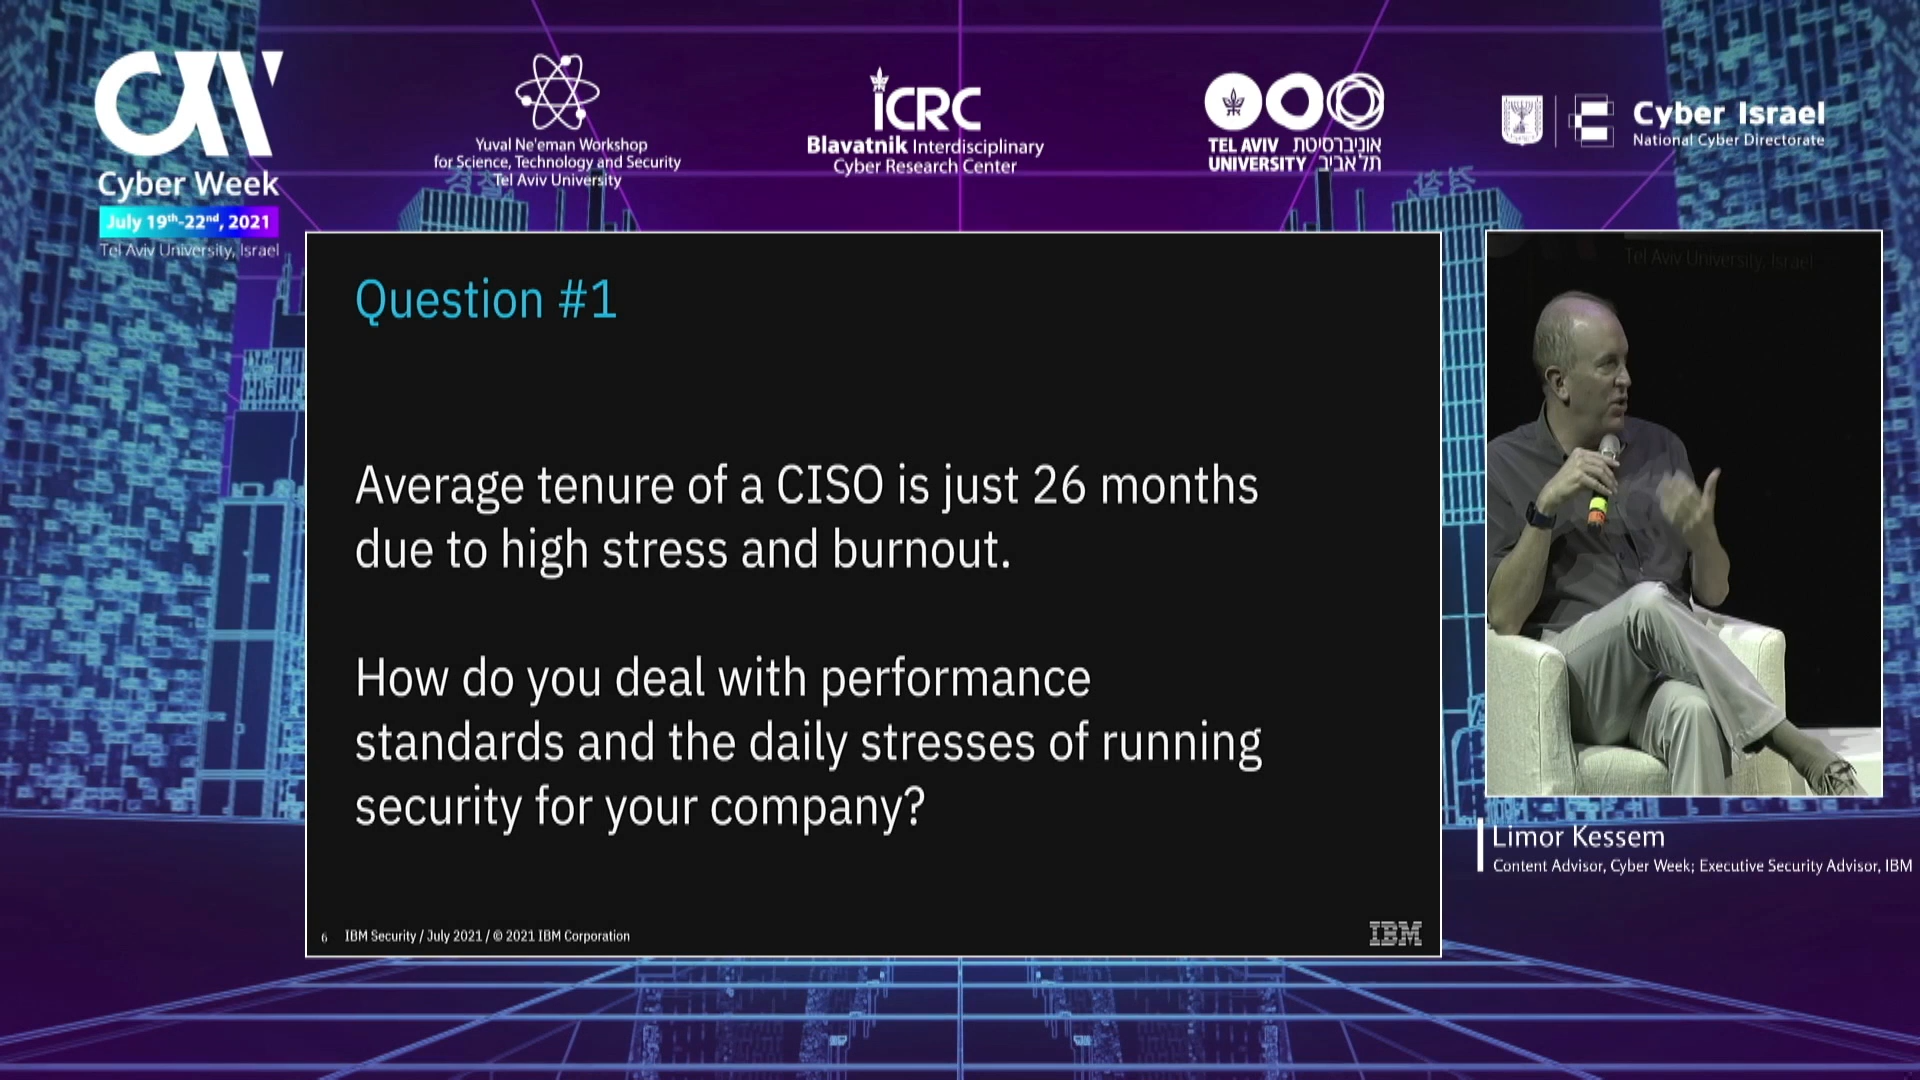 Cyber Week
July 19th-22nd, 2021
Tel Aviv University, Israel
Yuval Ne'eman Workshop
for Science, Technology and Security
Tel Aviv University
ICRC
Blavatnik Interdisciplinary
Cyber Research Center
TEL AVIV אוניברסיטת
UNIVERSITY תל אביב
Cyber Israel
National Cyber Directorate
Question #1
Average tenure of a CISO is just 26 months
due to high stress and burnout.
How do you deal with performance
standards and the daily stresses of running
security for your company?
6 IBM Security / July 2021 / © 2021 IBM Corporation
IBM
Tel Aviv University, Israel
Limor Kessem
Content Advisor, Cyber Week; Executive Security Advisor, IBM